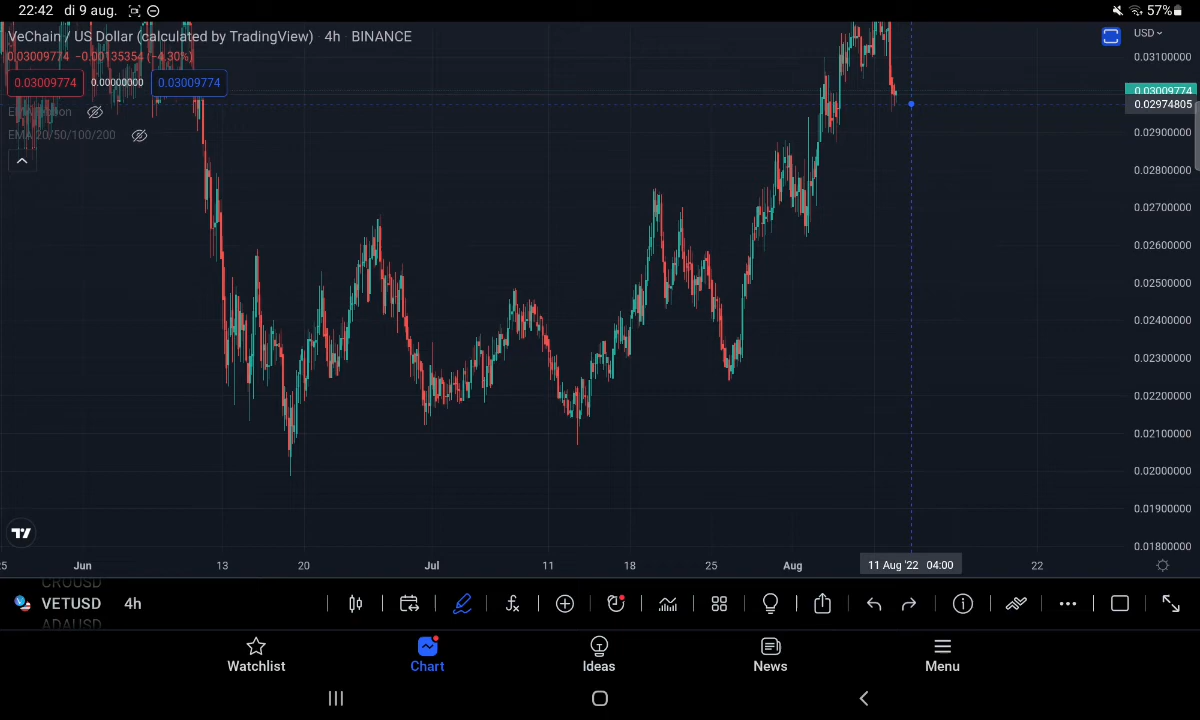 22:42 di 9 aug. 57%
VeChain / US Dollar (calculated by TradingView) 4h BINANCE
USD
0.03009774 −0.00135354 (−4.30%)
0.03100000
0.03009774 0.00000000 0.03009774
0.03009774
0.02974805
EMA
EMA 20/50/100/200
0.02900000
0.02800000
0.02700000
0.02600000
0.02500000
0.02400000
0.02300000
0.02200000
0.02100000
0.02000000
0.01900000
0.01800000
25 Jun 13 20 Jul 11 18 25 Aug 11 Aug '22 04:00 22
CROUSD
VETUSD 4h
ADAUSD
Watchlist Chart Ideas News Menu